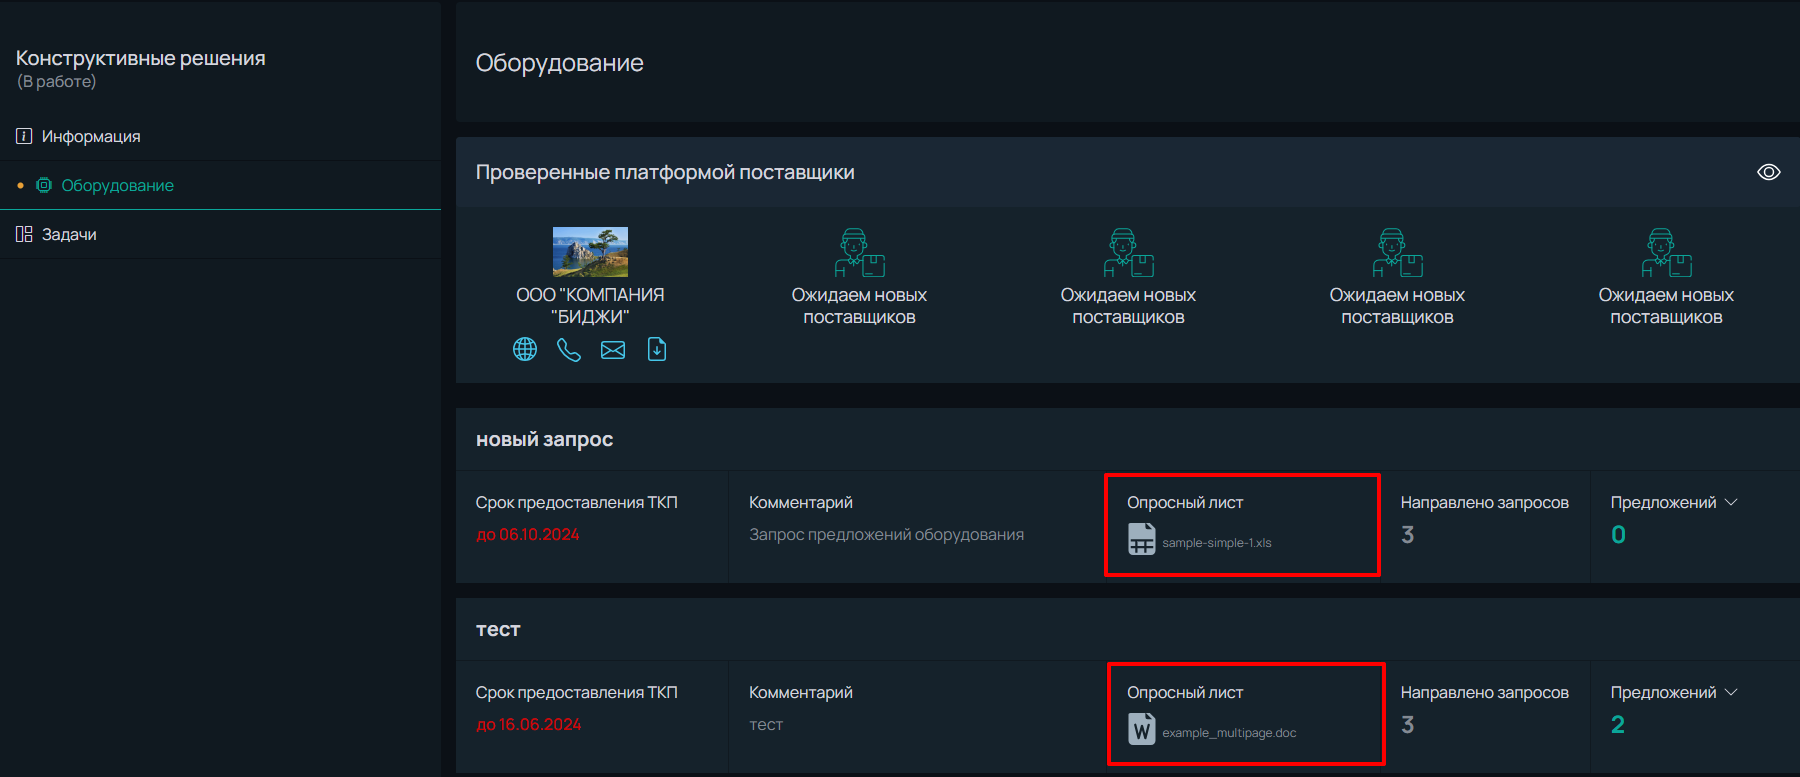 Конструктивные решения
(В работе)
Информация
Оборудование
Задачи
Оборудование
Проверенные платформой поставщики
ООО "КОМПАНИЯ
"БИДЖИ"
Ожидаем новых
поставщиков
Ожидаем новых
поставщиков
Ожидаем новых
поставщиков
Ожидаем новых
поставщиков
новый запрос
Срок предоставления ТКП
до 06.10.2024
Комментарий
Запрос предложений оборудования
Опросный лист
sample-simple-1.xls
Направлено запросов
3
Предложений
0
тест
Срок предоставления ТКП
до 16.06.2024
Комментарий
тест
Опросный лист
W example_multipage.doc
Направлено запросов
3
Предложений
2